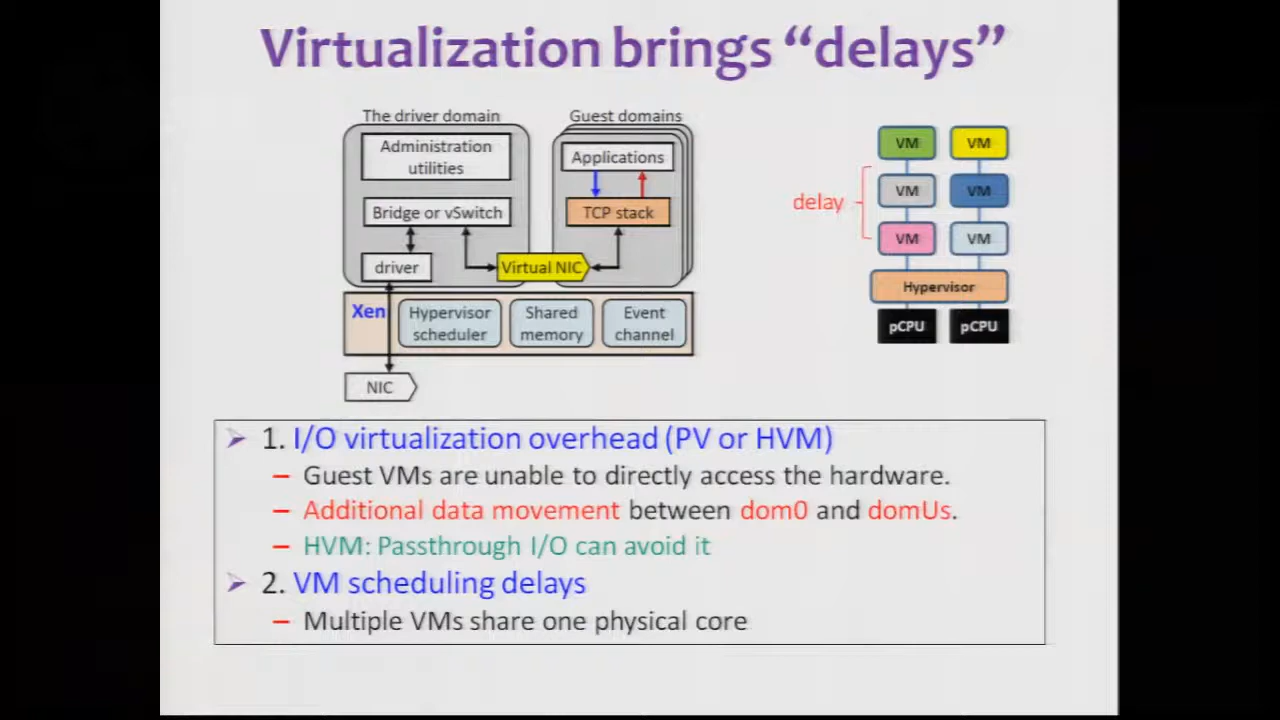 Virtualization brings “delays”
The driver domain
Guest domains
Administration
utilities
Applications
Bridge or vSwitch
TCP stack
driver
Virtual NIC
Xen
Hypervisor
scheduler
Shared
memory
Event
channel
NIC
VM
VM
delay
VM
VM
VM
VM
Hypervisor
pCPU
pCPU
➢ 1. I/O virtualization overhead (PV or HVM)
– Guest VMs are unable to directly access the hardware.
– Additional data movement between dom0 and domUs.
– HVM: Passthrough I/O can avoid it
➢ 2. VM scheduling delays
– Multiple VMs share one physical core